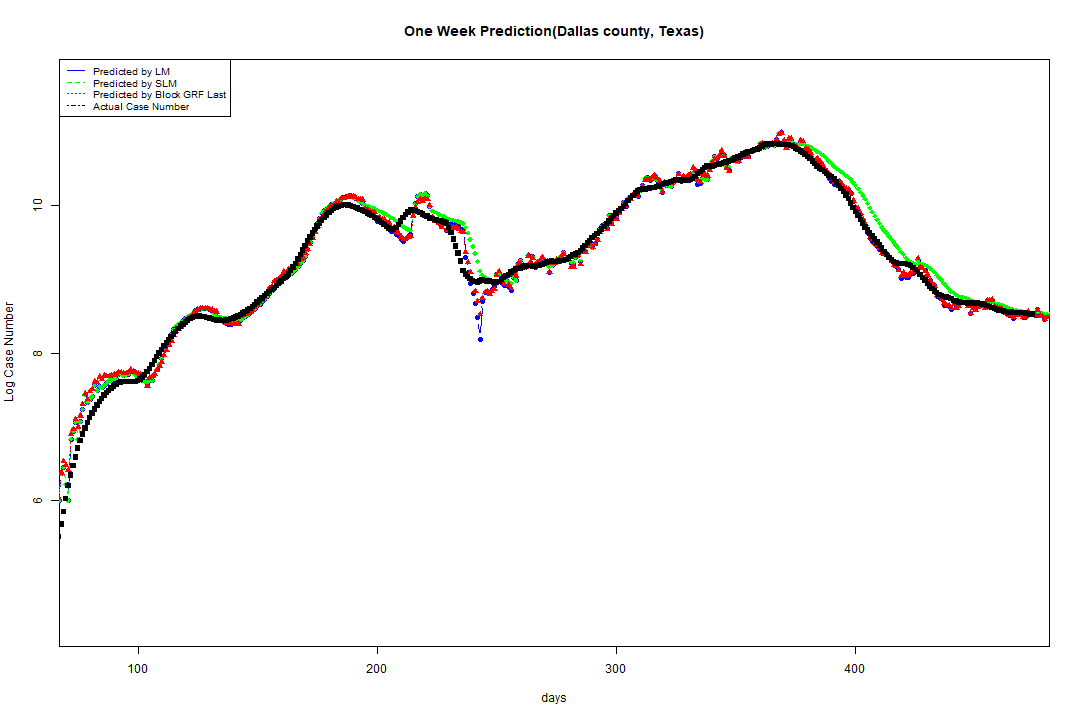 One Week Prediction(Dallas county, Texas)
Predicted by LM
Predicted by SLM
Predicted by Block GRF Last
Actual Case Number
Log Case Number
10
8
6
100
200
300
400
days